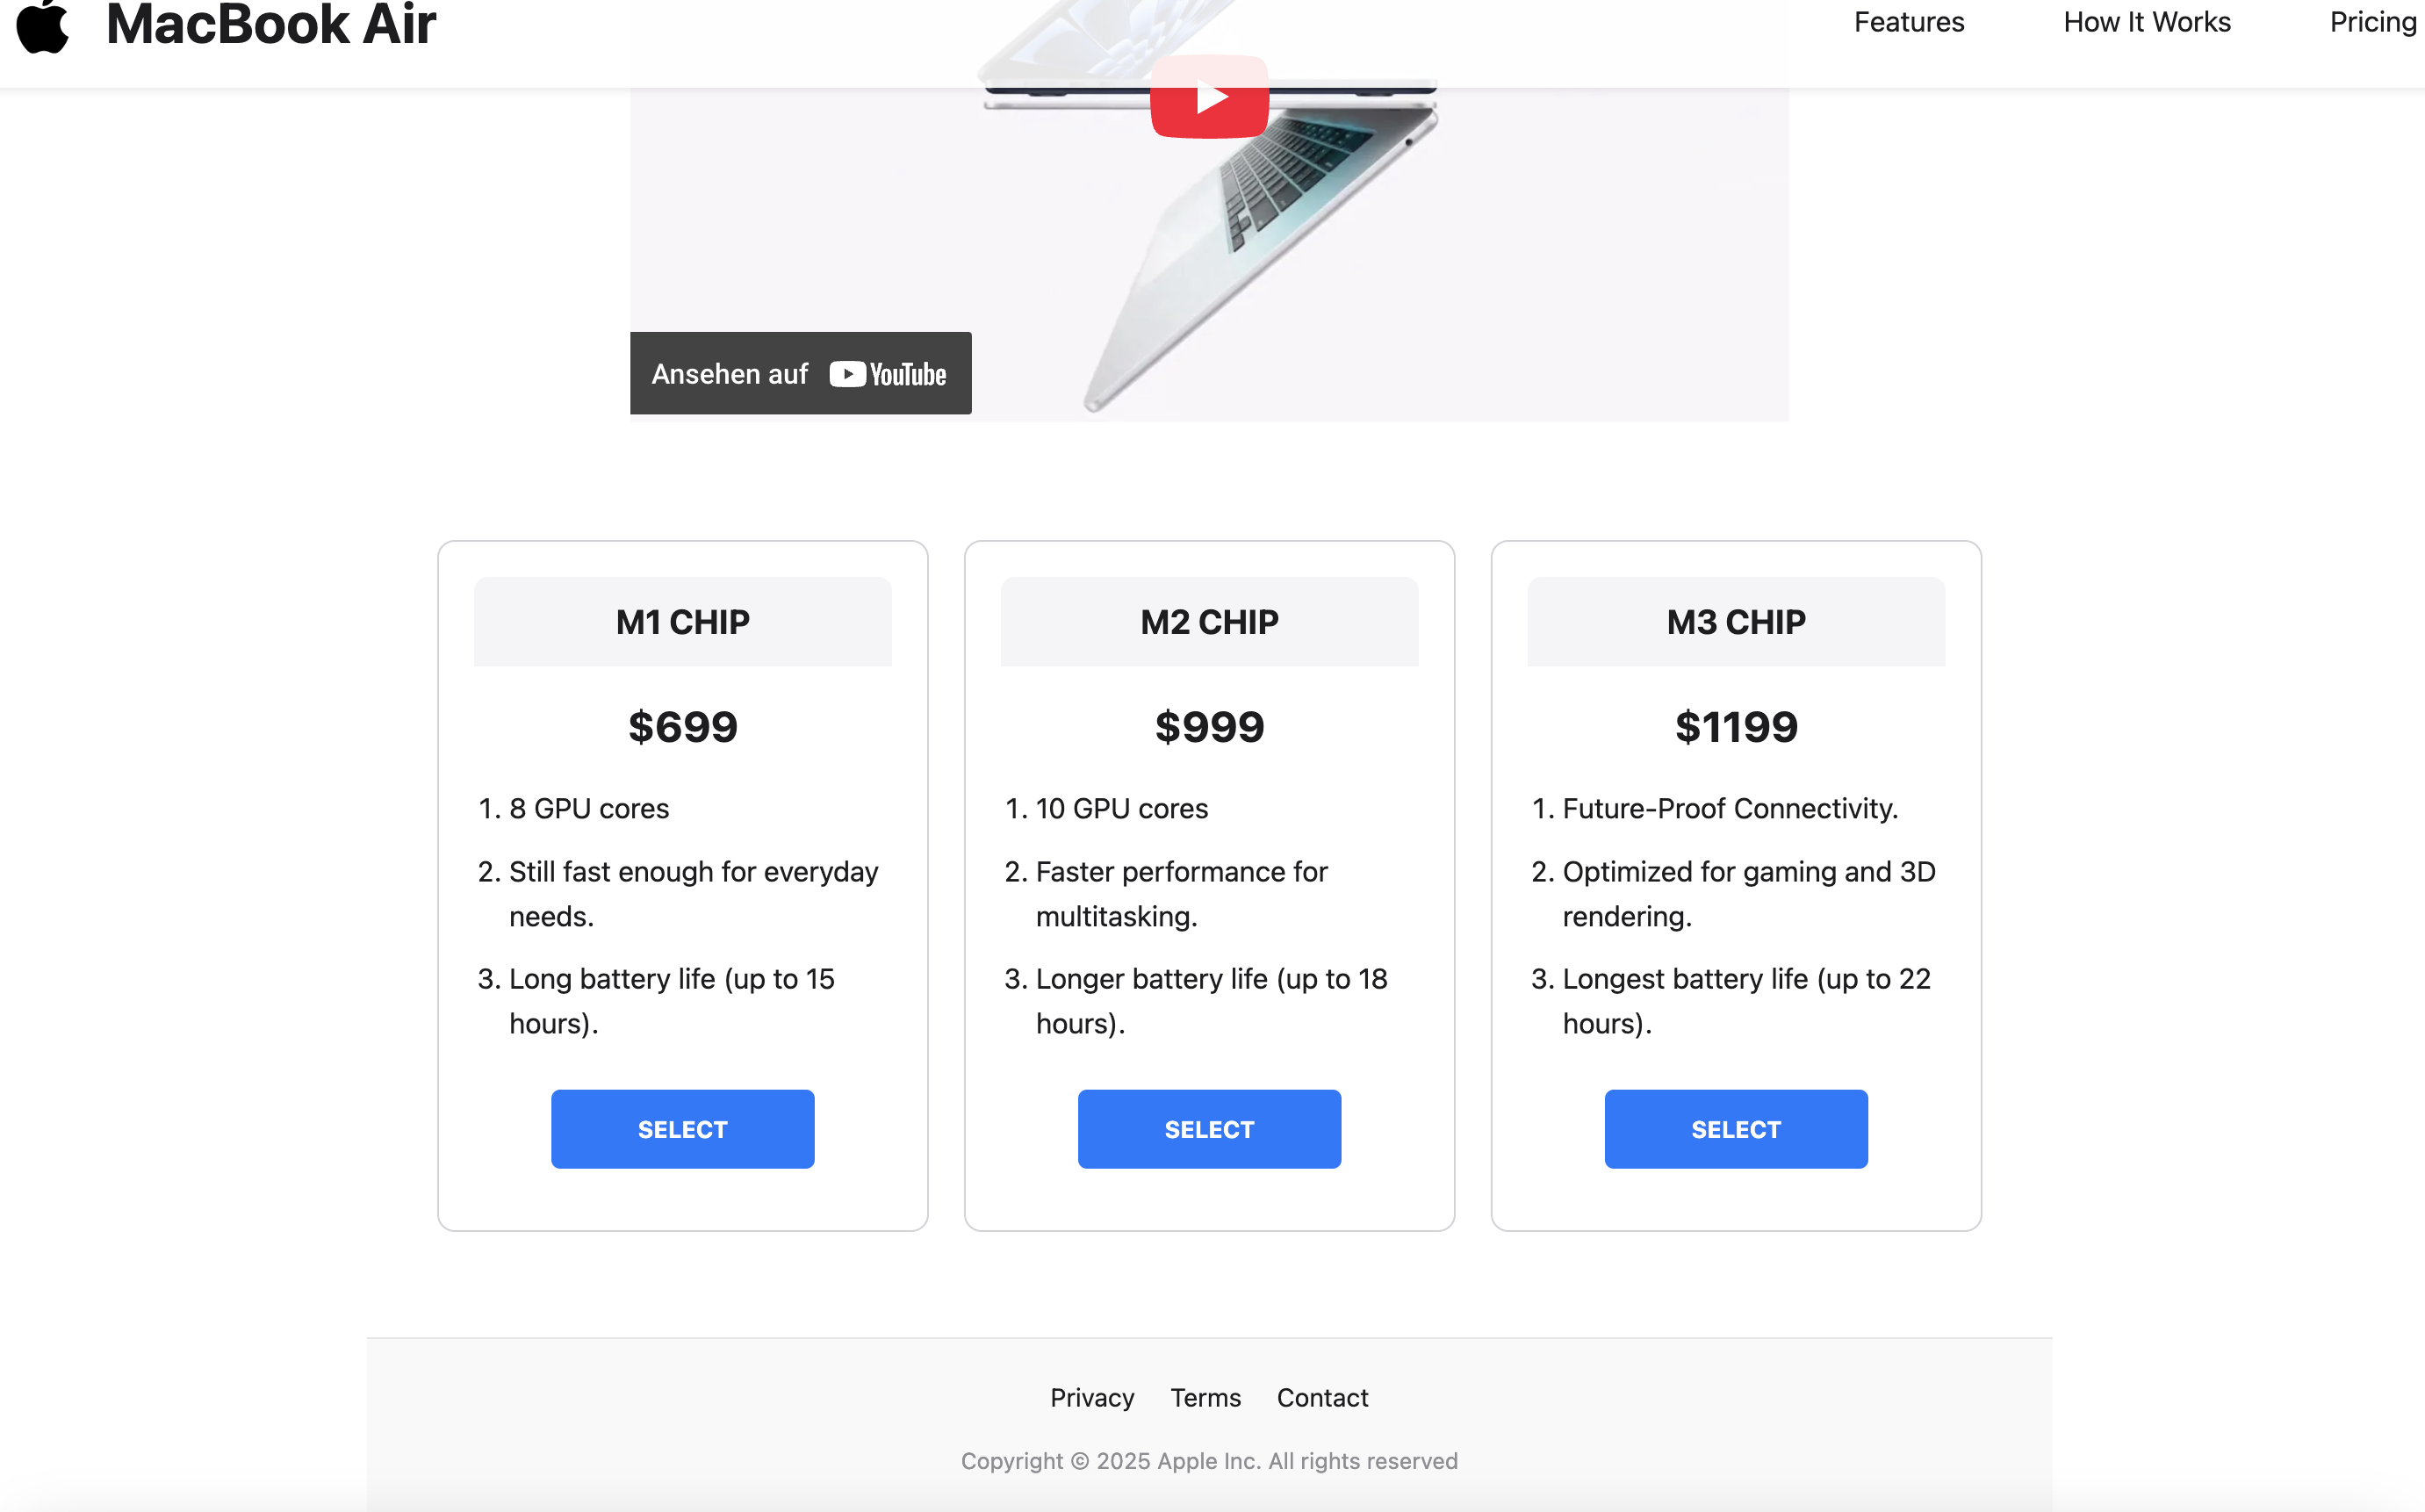 MacBook Air
Features
How It Works
Pricing
Ansehen auf YouTube
M1 CHIP
$699
1. 8 GPU cores
2. Still fast enough for everyday
needs.
3. Long battery life (up to 15
hours).
SELECT
M2 CHIP
$999
1. 10 GPU cores
2. Faster performance for
multitasking.
3. Longer battery life (up to 18
hours).
SELECT
M3 CHIP
$1199
1. Future-Proof Connectivity.
2. Optimized for gaming and 3D
rendering.
3. Longest battery life (up to 22
hours).
SELECT
Privacy Terms Contact
Copyright © 2025 Apple Inc. All rights reserved